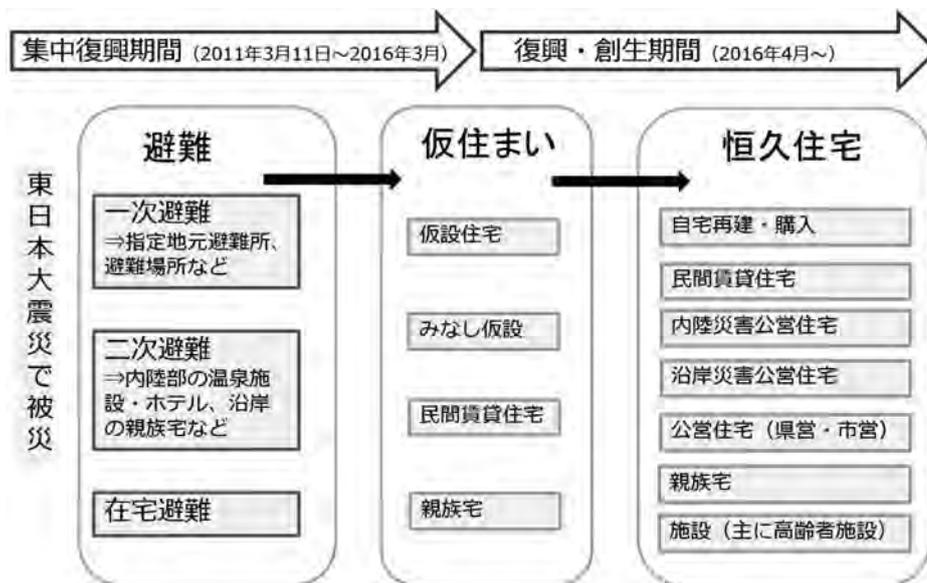 集中復興期間（2011年3月11日～2016年3月）
復興・創生期間（2016年4月～）
東日本大震災で被災
避難
一次避難
⇒指定地元避難所、
避難場所など
二次避難
⇒内陸部の温泉施
設・ホテル、沿岸
の親族宅など
在宅避難
仮住まい
仮設住宅
みなし仮設
民間賃貸住宅
親族宅
恒久住宅
自宅再建・購入
民間賃貸住宅
内陸災害公営住宅
沿岸災害公営住宅
公営住宅（県営・市営）
親族宅
施設（主に高齢者施設）